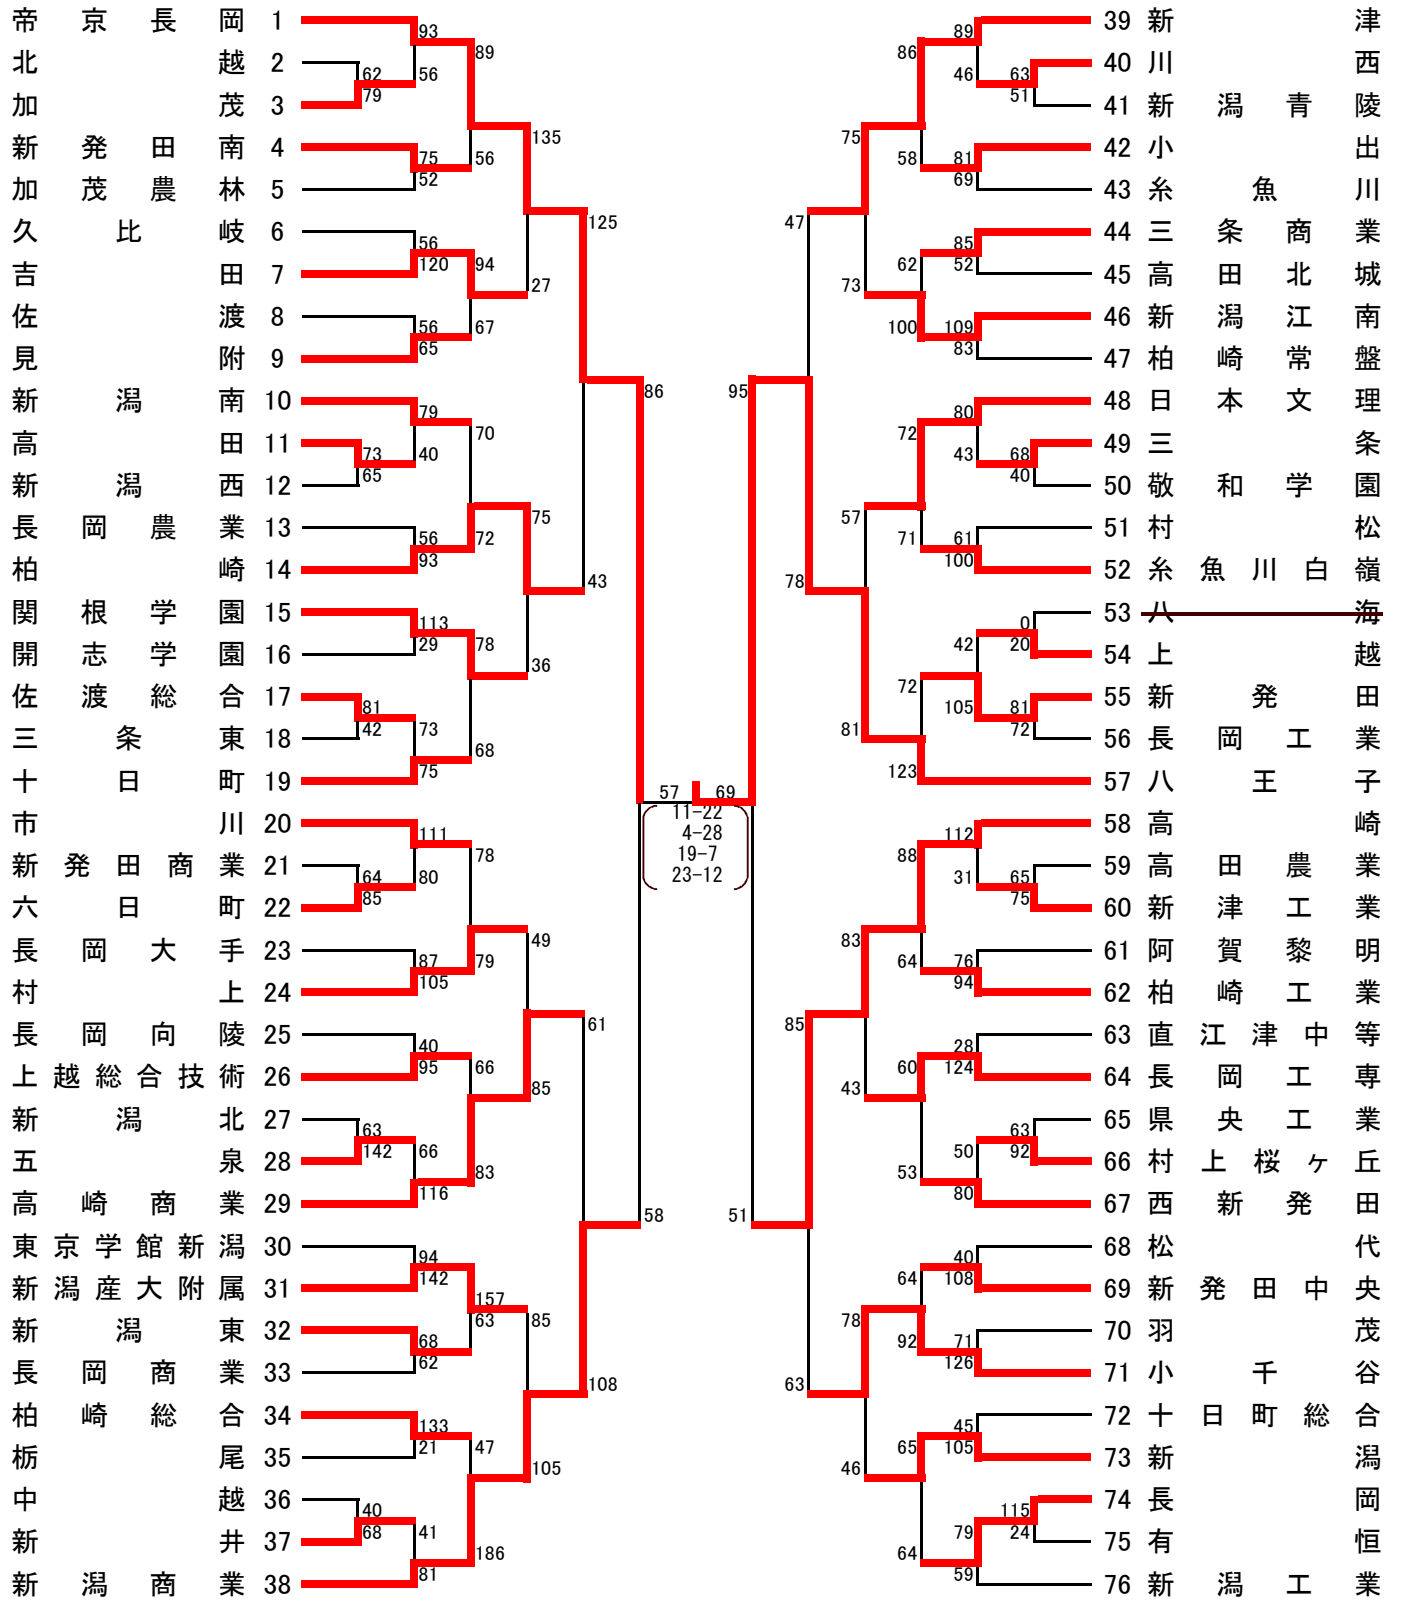 帝京長岡 1 93 39 新津
89 89 86
北越 2 62 56 46 63 40 川西
加茂 3 79 51 41 新潟青陵
135 75
新発田南 4 75 56 58 81 42 小出
加茂農林 5 52 69 43 糸魚川
久比岐 6 56 125 47 85 44 三条商業
吉田 7 120 94 27 73 62 52 45 高田北城
佐渡 8 56 67 100 109 46 新潟江南
見附 9 65 83 47 柏崎常盤
86 95
新潟南 10 79 70 72 80 48 日本文理
高田 11 73 40 43 68 49 三条
新潟西 12 65 40 50 敬和学園
長岡農業 13 56 72 75 57 71 61 51 村松
柏崎 14 93 43 78 100 52 糸魚川白嶺
関根学園 15 113 0 53 八海
開志学園 16 29 78 36 42 20 54 上越
佐渡総合 17 81 72 105 81 55 新発田
三条東 18 42 73 68 81 72 56 長岡工業
十日町 19 75 123 57 八王子
57 69
11-22
市川 20 111 4-28 112 58 高崎
78 19-7 88
新発田商業 21 64 80 23-12 31 65 59 高田農業
六日町 22 85 75 60 新津工業
長岡大手 23 87 79 49 83 64 76 61 阿賀黎明
村上 24 105 94 62 柏崎工業
長岡向陵 25 40 61 85 28 63 直江津中等
上越総合技術 26 95 66 85 43 60 124 64 長岡工専
新潟北 27 63 63 65 県央工業
五泉 28 142 66 83 53 50 92 66 村上桜ヶ丘
高崎商業 29 116 80 67 西新発田
58 51
東京学館新潟 30 94 40 68 松代
新潟産大附属 31 142 157 64 108 69 新発田中央
新潟東 32 68 63 85 78 92 71 70 羽茂
長岡商業 33 62 126 71 小千谷
108 63
柏崎総合 34 133 45 72 十日町総合
栃尾 35 21 47 105 46 65 105 73 新潟
中越 36 40 115 74 長岡
新井 37 68 41 186 64 79 24 75 有恒
新潟商業 38 81 59 76 新潟工業